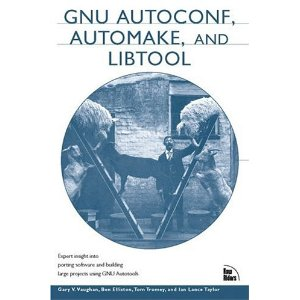 GNU AUTOCONF,
AUTOMAKE, AND
LIBTOOL
Expert insight into
porting software and building
large projects using GNU Autotools
Gary V. Vaughan, Ben Elliston, Tom Tromey, and Ian Lance Taylor
New
Riders